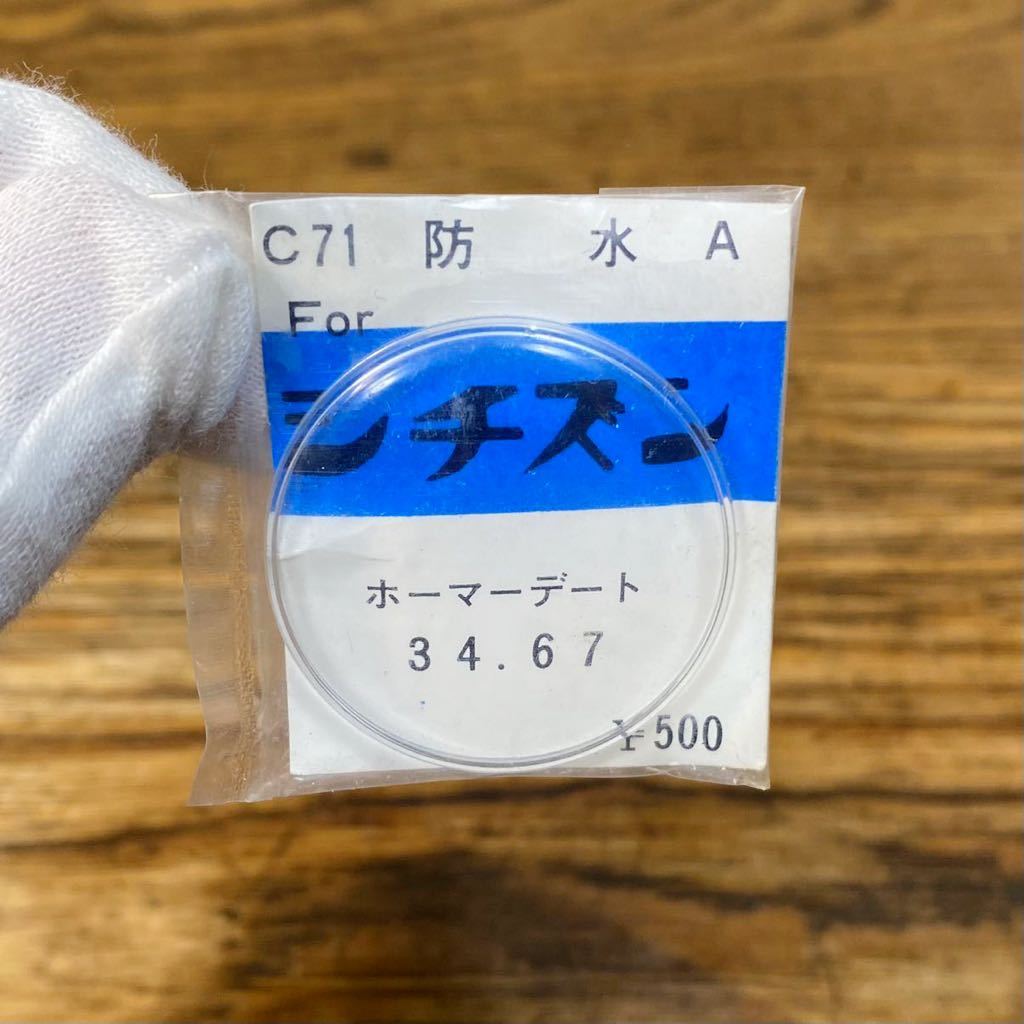 C71 防 水 A
For
シチズン
ホーマーデート
34.67
¥500